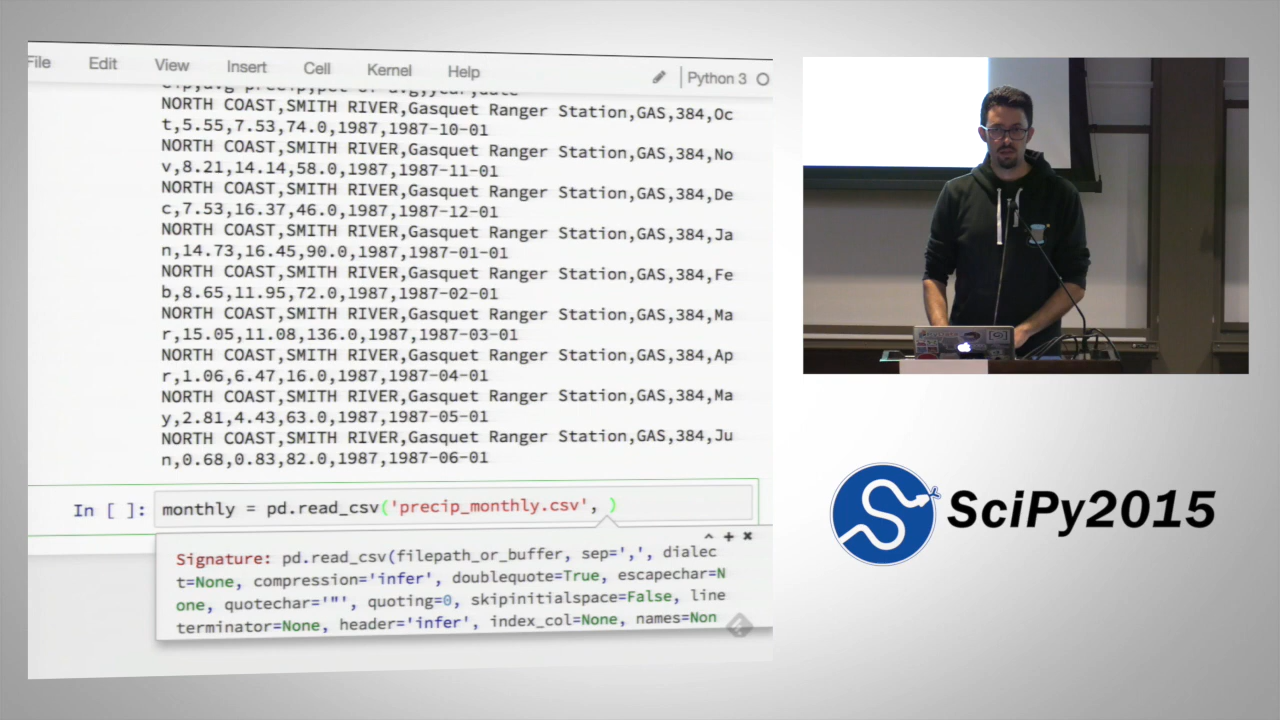 File Edit View Insert Cell Kernel Help
Python 3
NORTH COAST,SMITH RIVER,Gasquet Ranger Station,GAS,384,Oc
t,5.55,7.53,74.0,1987,1987-10-01
NORTH COAST,SMITH RIVER,Gasquet Ranger Station,GAS,384,No
v,8.21,14.14,58.0,1987,1987-11-01
NORTH COAST,SMITH RIVER,Gasquet Ranger Station,GAS,384,De
c,7.53,16.37,46.0,1987,1987-12-01
NORTH COAST,SMITH RIVER,Gasquet Ranger Station,GAS,384,Ja
n,14.73,16.45,90.0,1987,1987-01-01
NORTH COAST,SMITH RIVER,Gasquet Ranger Station,GAS,384,Fe
b,8.65,11.95,72.0,1987,1987-02-01
NORTH COAST,SMITH RIVER,Gasquet Ranger Station,GAS,384,Ma
r,15.05,11.08,136.0,1987,1987-03-01
NORTH COAST,SMITH RIVER,Gasquet Ranger Station,GAS,384,Ap
r,1.06,6.47,16.0,1987,1987-04-01
NORTH COAST,SMITH RIVER,Gasquet Ranger Station,GAS,384,Ma
y,2.81,4.43,63.0,1987,1987-05-01
NORTH COAST,SMITH RIVER,Gasquet Ranger Station,GAS,384,Ju
n,0.68,0.83,82.0,1987,1987-06-01
In [ ]: monthly = pd.read_csv('precip_monthly.csv', )
Signature: pd.read_csv(filepath_or_buffer, sep=',', dialec
t=None, compression='infer', doublequote=True, escapechar=N
one, quotechar='"', quoting=0, skipinitialspace=False, line
terminator=None, header='infer', index_col=None, names=Non
SciPy2015